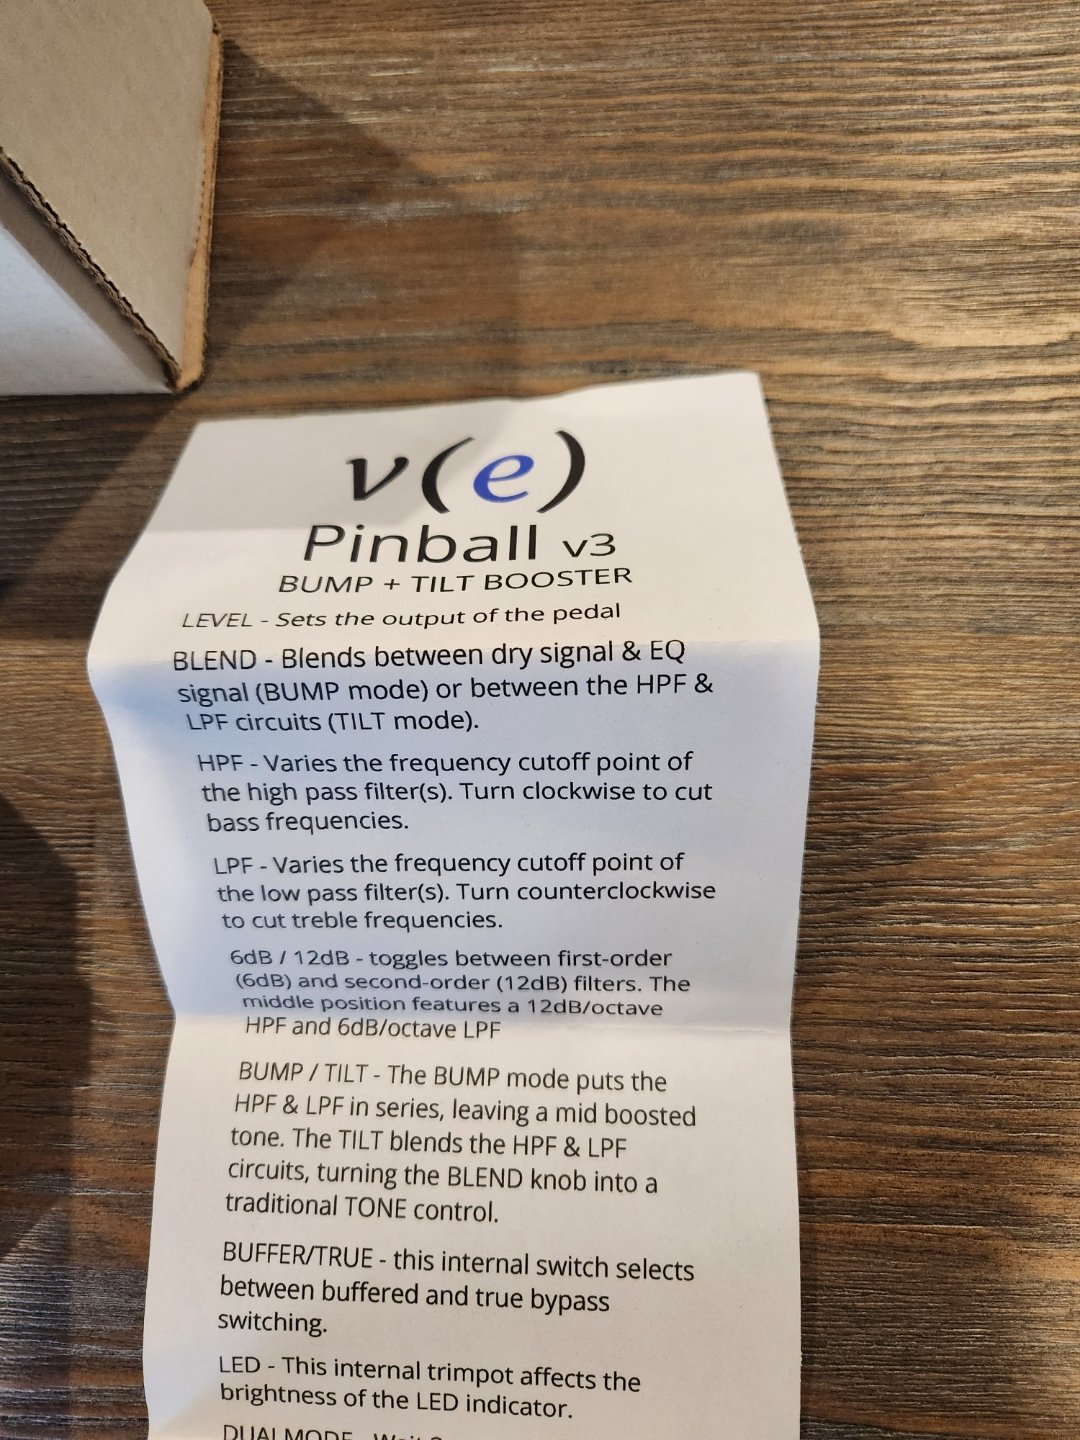 v(e)
Pinball v3
BUMP + TILT BOOSTER
LEVEL - Sets the output of the pedal
BLEND - Blends between dry signal & EQ
signal (BUMP mode) or between the HPF &
LPF circuits (TILT mode).
HPF - Varies the frequency cutoff point of
the high pass filter(s). Turn clockwise to cut
bass frequencies.
LPF - Varies the frequency cutoff point of
the low pass filter(s). Turn counterclockwise
to cut treble frequencies.
6dB / 12dB - toggles between first-order
(6dB) and second-order (12dB) filters. The
middle position features a 12dB/octave
HPF and 6dB/octave LPF
BUMP / TILT - The BUMP mode puts the
HPF & LPF in series, leaving a mid boosted
tone. The TILT blends the HPF & LPF
circuits, turning the BLEND knob into a
traditional TONE control.
BUFFER/TRUE - this internal switch selects
between buffered and true bypass
switching.
LED - This internal trimpot affects the
brightness of the LED indicator.
DUALMODE -